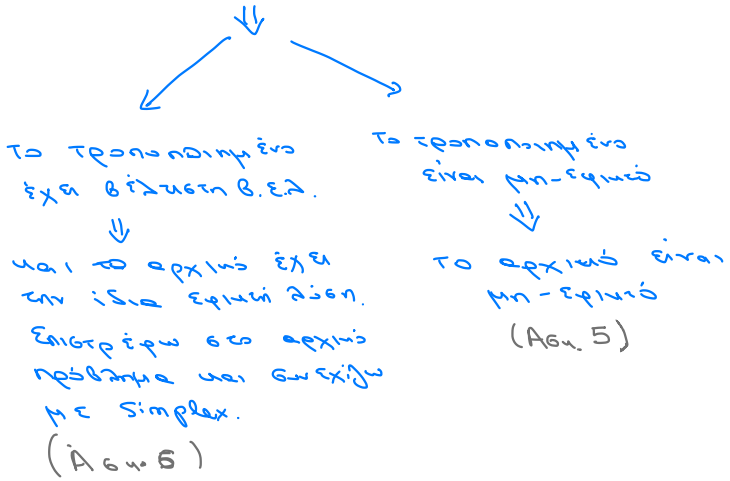 το τροποποιημένο
έχει βέλτιστη β.ε.λ.
⇓
και το αρχικό έχει
την ίδια εφικτή λύση.
Επιστρέφω στο αρχικό
πρόβλημα και συνεχίζω
με Simplex.
(Ασκ. 6)
το τροποποιημένο
είναι μη-εφικτό
⇓
το αρχικό είναι
μη-εφικτό
(Ασκ. 5)